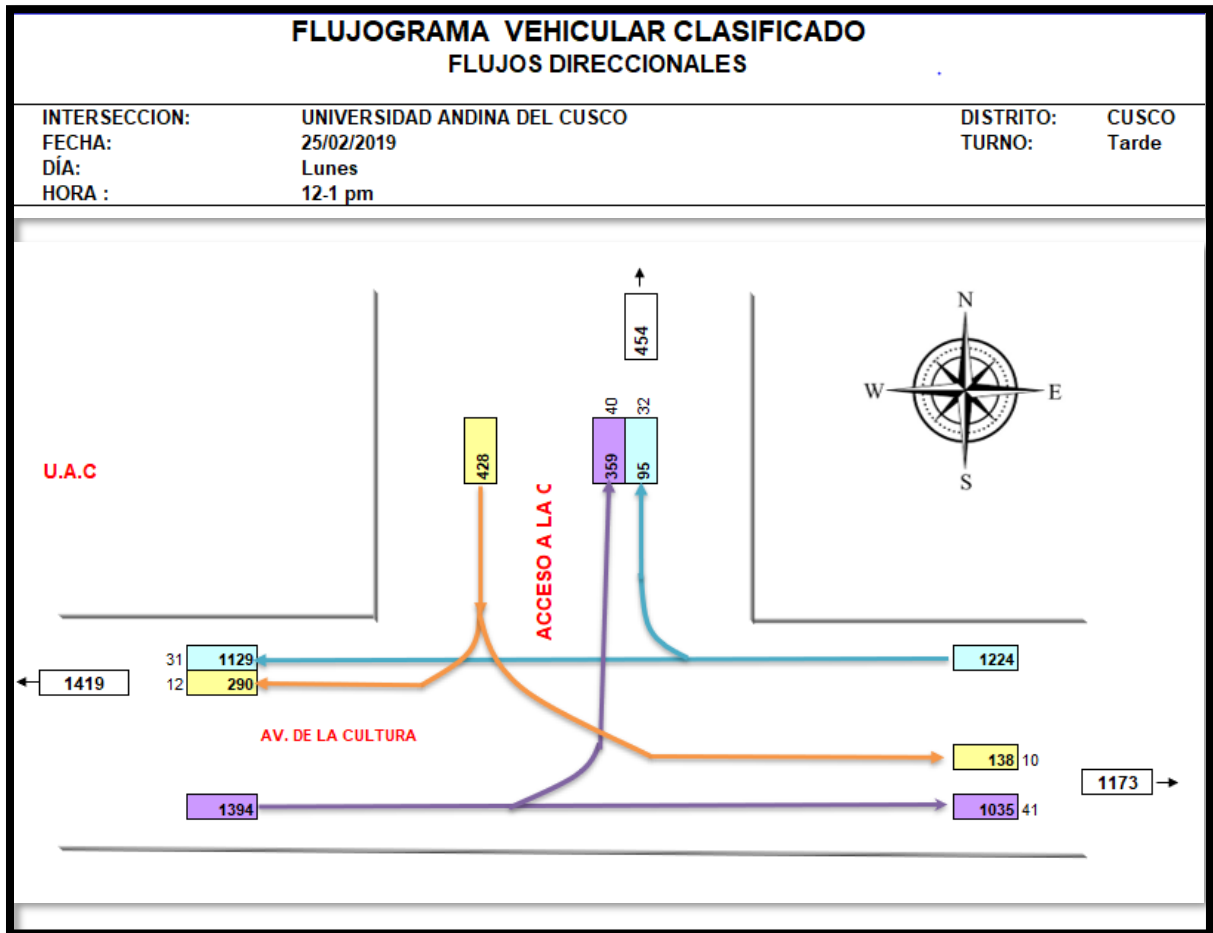 FLUJOGRAMA VEHICULAR CLASIFICADO
FLUJOS DIRECCIONALES
INTERSECCION: UNIVERSIDAD ANDINA DEL CUSCO DISTRITO: CUSCO
FECHA: 25/02/2019 TURNO: Tarde
DÍA: Lunes
HORA : 12-1 pm
454
N
W E
S
40 32
428 359 95
U.A.C
ACCESO A LA C
31 1129 1224
1419 12 290
AV. DE LA CULTURA
138 10
1173
1394 1035 41